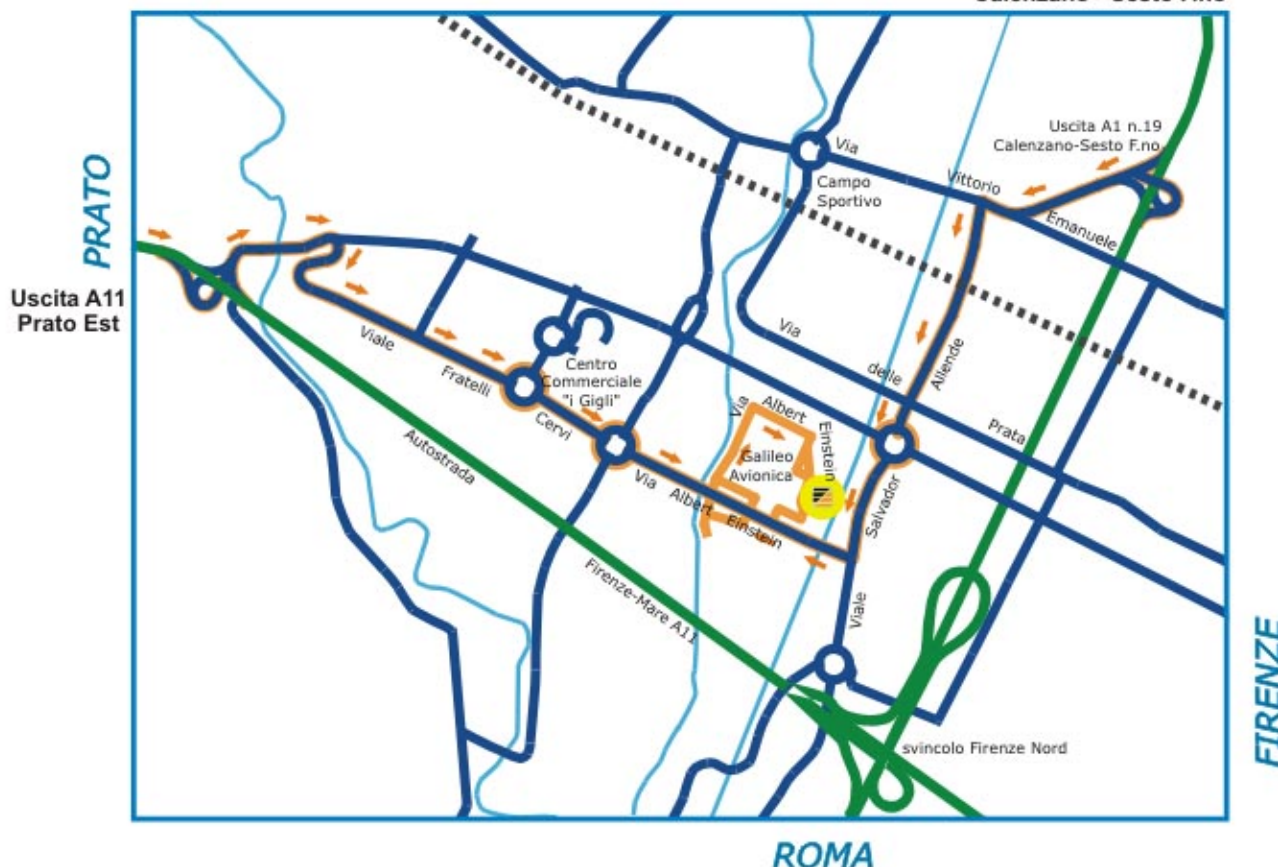 Uscita A1 n.19
Calenzano-Sesto F.no
Via
Vittorio
Emanuele
Campo
Sportivo
PRATO
Uscita A11
Prato Est
Viale
Fratelli
Cervi
Centro
Commerciale
"i Gigli"
Via
delle
Prata
Allende
Salvador
Viale
Via
Albert
Einstein
Galileo
Avionica
Via
Albert
Einstein
Autostrada
Firenze-Mare A11
svincolo Firenze Nord
FIRENZE
ROMA